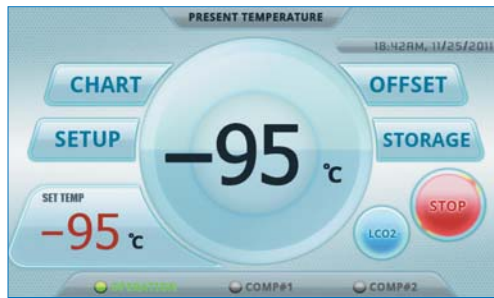 PRESENT TEMPERATURE
18:42AM, 11/25/2011
CHART
OFFSET
SETUP
STORAGE
-95 °C
SET TEMP
-95 °C
STOP
LCO2
COMP#1
COMP#2